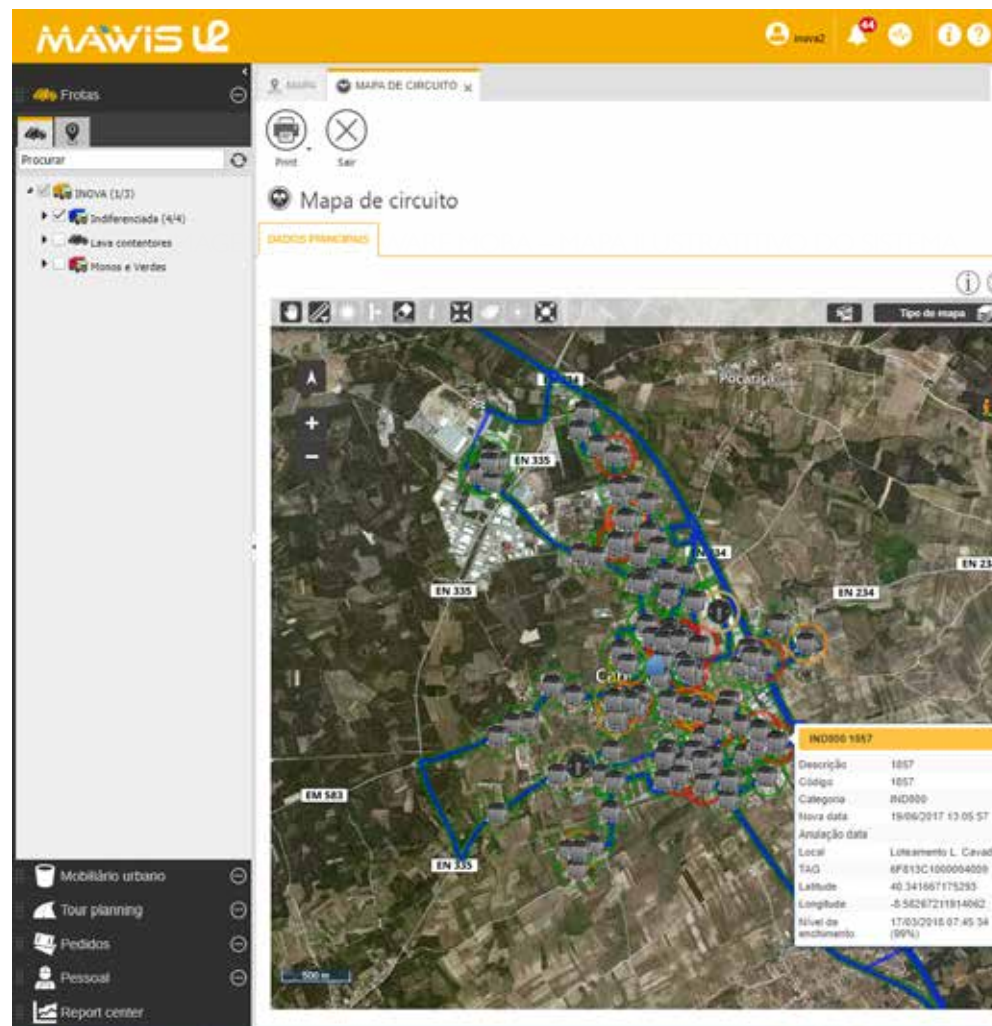 MAWIS U2
inova2
44
Frotas
MAPA
MAPA DE CIRCUITO x
Procurar
Print
Sair
INOVA (1/3)
Indiferenciada (4/4)
Lava contentores
Monos e Verdes
Mapa de circuito
DADOS PRINCIPAIS
Tipo de mapa
Pocariça
EN 335
EN 335
EN 234
EN 23
EM 583
EN 335
500 m
IND800 1057
Descrição 1057
Código 1057
Categoria IND800
Nova data 19/06/2017 13:05:57
Anulação data
Local Loteamento L. Cavad
TAG
Latitude 40.341667175293
Longitude -8.58267211914062
Nível de enchimento 17/03/2018 07:45:34 (99%)
Mobiliário urbano
Tour planning
Pedidos
Pessoal
Report center